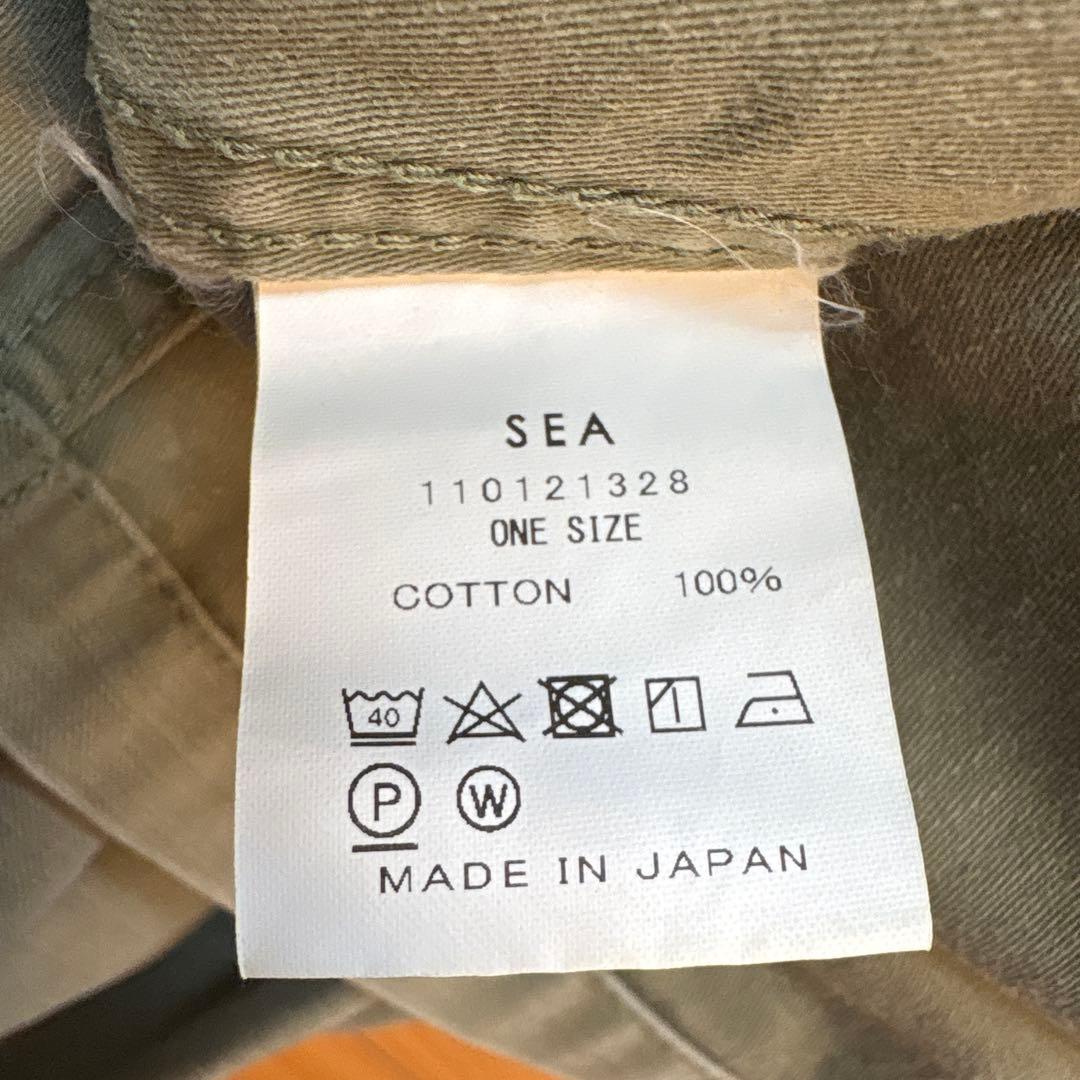 SEA
110121328
ONE SIZE
COTTON 100%
40
P W
MADE IN JAPAN